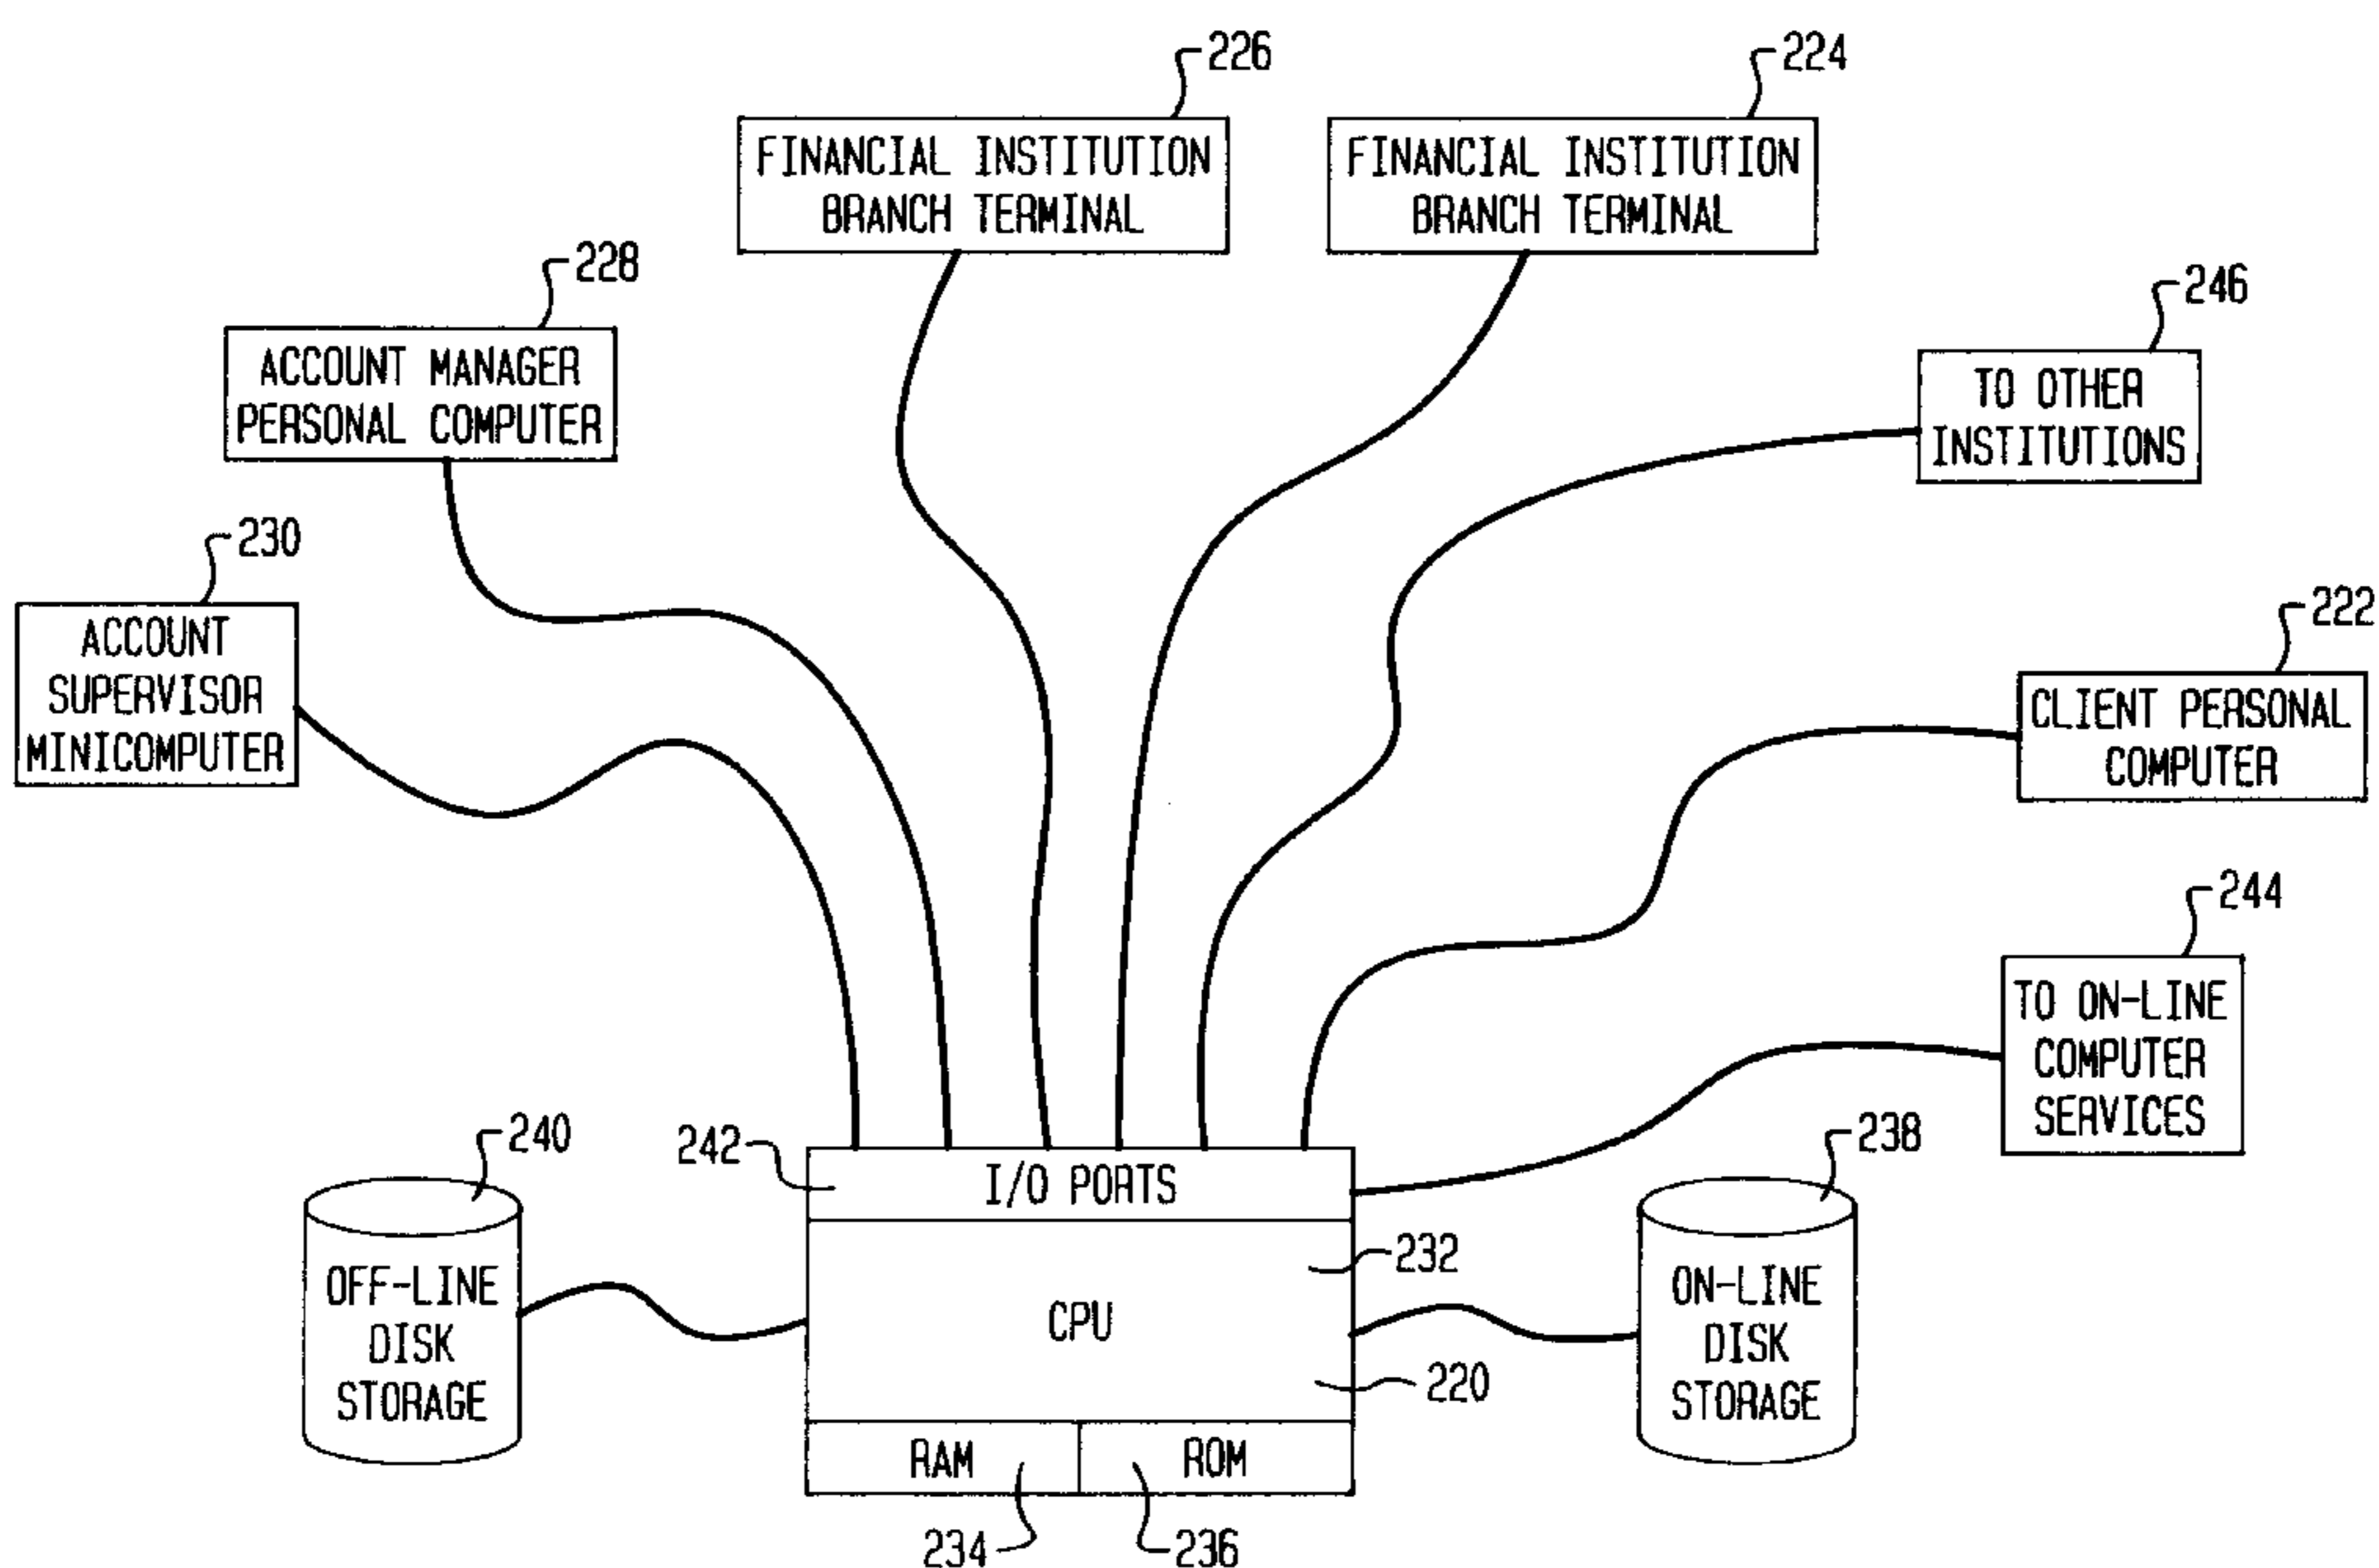 226
FINANCIAL INSTITUTION
BRANCH TERMINAL
224
FINANCIAL INSTITUTION
BRANCH TERMINAL
228
ACCOUNT MANAGER
PERSONAL COMPUTER
246
TO OTHER
INSTITUTIONS
230
ACCOUNT
SUPERVISOR
MINICOMPUTER
222
CLIENT PERSONAL
COMPUTER
244
TO ON-LINE
COMPUTER
SERVICES
240
OFF-LINE
DISK
STORAGE
242
I/O PORTS
232
CPU
220
RAM
ROM
234
236
238
ON-LINE
DISK
STORAGE